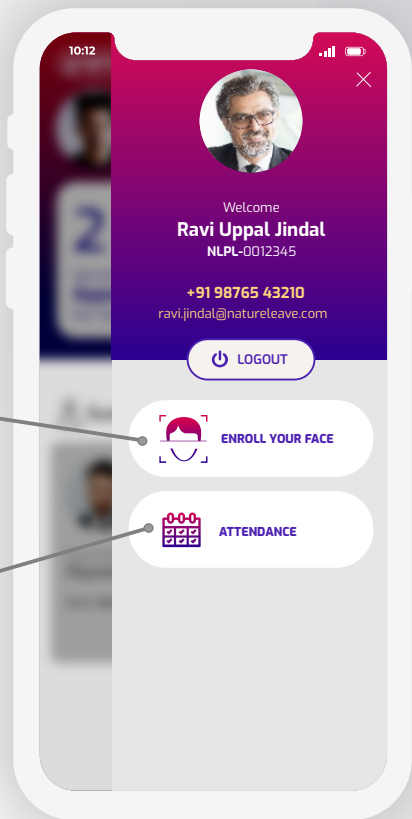 10:12
Welcome
Ravi Uppal Jindal
NLPL-0012345
+91 98765 43210
ravi.jindal@natureleave.com
LOGOUT
ENROLL YOUR FACE
ATTENDANCE
2